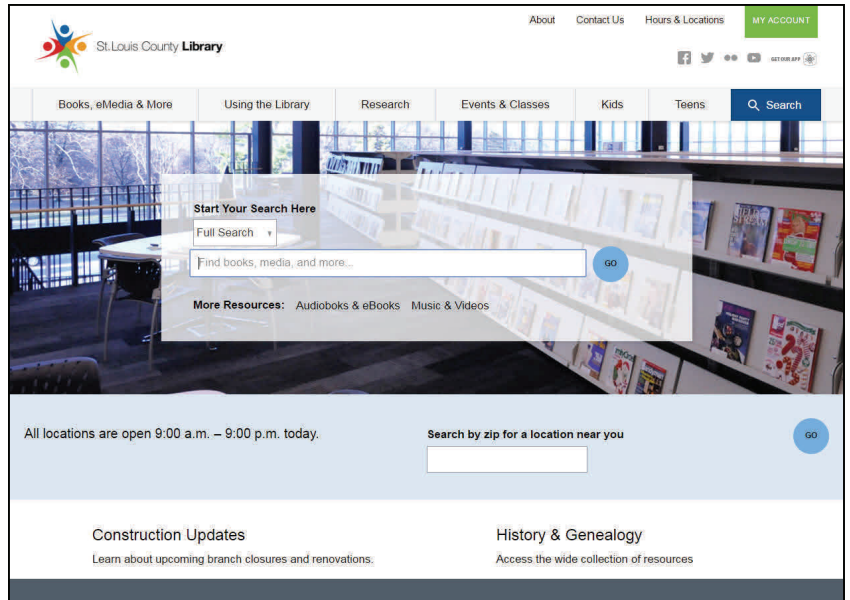 About Contact Us Hours & Locations MY ACCOUNT
St.Louis County Library
GET OUR APP
Books, eMedia & More Using the Library Research Events & Classes Kids Teens Search
Start Your Search Here
Full Search
Find books, media, and more...
GO
More Resources: Audioboks & eBooks Music & Videos
All locations are open 9:00 a.m. – 9:00 p.m. today.
Search by zip for a location near you
GO
Construction Updates
Learn about upcoming branch closures and renovations.
History & Genealogy
Access the wide collection of resources